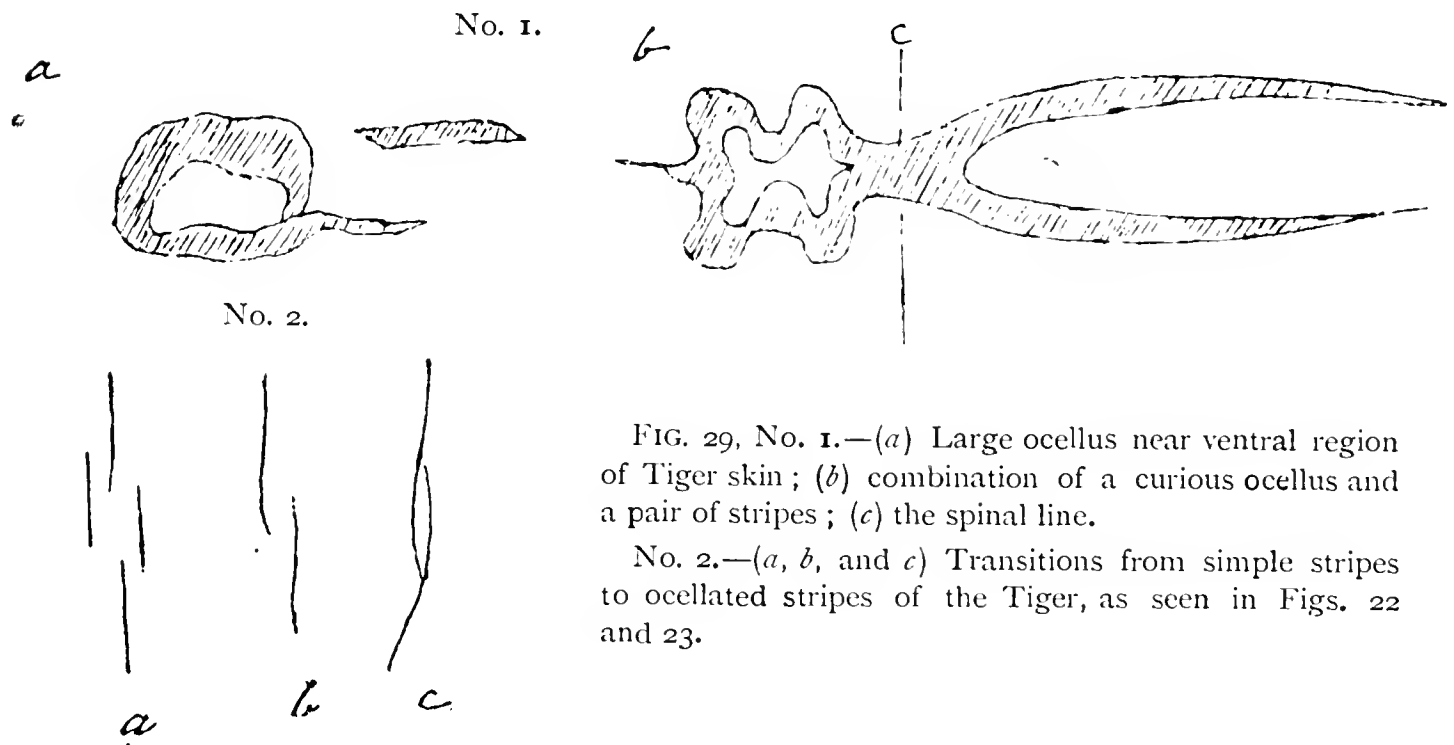 No. 1.
a
b
c
No. 2.
a
b
c
FIG. 29, No. 1.—(a) Large ocellus near ventral region
of Tiger skin ; (b) combination of a curious ocellus and
a pair of stripes ; (c) the spinal line.
No. 2.—(a, b, and c) Transitions from simple stripes
to ocellated stripes of the Tiger, as seen in Figs. 22
and 23.